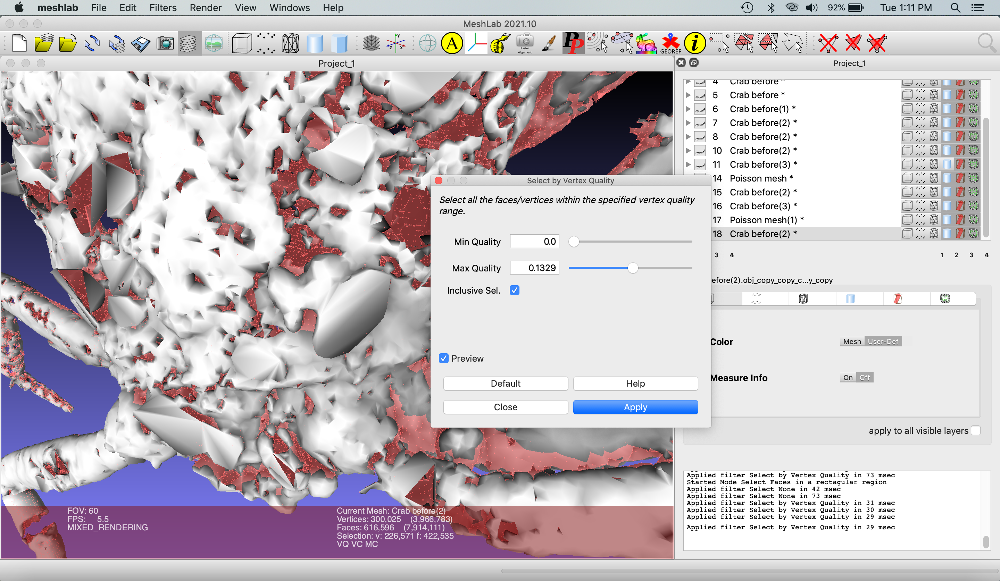 meshlab File Edit Filters Render View Windows Help 92% Tue 1:11 PM
MeshLab 2021.10
A Raster Alignment PP GEOREF i
Y Z X
Project_1
Project_1
4 Crab before *
5 Crab before *
6 Crab before(1) *
7 Crab before(2) *
8 Crab before(2) *
10 Crab before(2) *
11 Crab before(3) *
14 Poisson mesh *
15 Crab before(2) *
16 Crab before(3) *
17 Poisson mesh(1) *
18 Crab before(2) *
3 4 1 2 3 4
efore(2).obj_copy_copy_c...y_copy
Color Mesh User-Def
Measure Info On Off
apply to all visible layers
Select by Vertex Quality
Select all the faces/vertices within the specified vertex quality
range.
Min Quality 0.0
Max Quality 0.1329
Inclusive Sel.
Preview
Default Help
Close Apply
Applied filter Select by Vertex Quality in 73 msec
Started Mode Select Faces in a rectagular region
Applied filter Select None in 42 msec
Applied filter Select None in 73 msec
Applied filter Select by Vertex Quality in 31 msec
Applied filter Select by Vertex Quality in 30 msec
Applied filter Select by Vertex Quality in 29 msec
Applied filter Select by Vertex Quality in 29 msec
FOV: 60
FPS: 5.5
MIXED_RENDERING
Current Mesh: Crab before(2)
Vertices: 300,025 (3,966,783)
Faces: 616,596 (7,914,111)
Selection: v: 226,571 f: 422,535
VQ VC MC